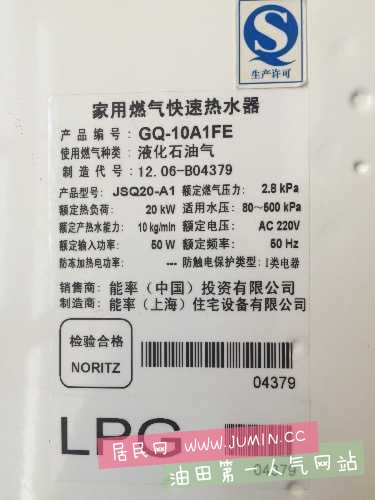 生产许可
家用燃气快速热水器
产品编号: GQ-10A1FE
使用燃气种类: 液化石油气
制造代号: 12.06-B04379
产品型号: JSQ20-A1 额定燃气压力: 2.8 kPa
额定热负荷: 20 kW 适用水压: 80～500 kPa
额定产热水能力: 10 kg/min 额定电压: AC 220V
额定输入功率: 50 W 额定频率: 50 Hz
防冻加热电功率: --- 防触电保护类型: I类电器
销售商: 能率（中国）投资有限公司
制造商: 能率（上海）住宅设备有限公司
检验合格
NORITZ
04379
LPG
04379
居民网 WWW.JUMIN.CC
油田第一人气网站